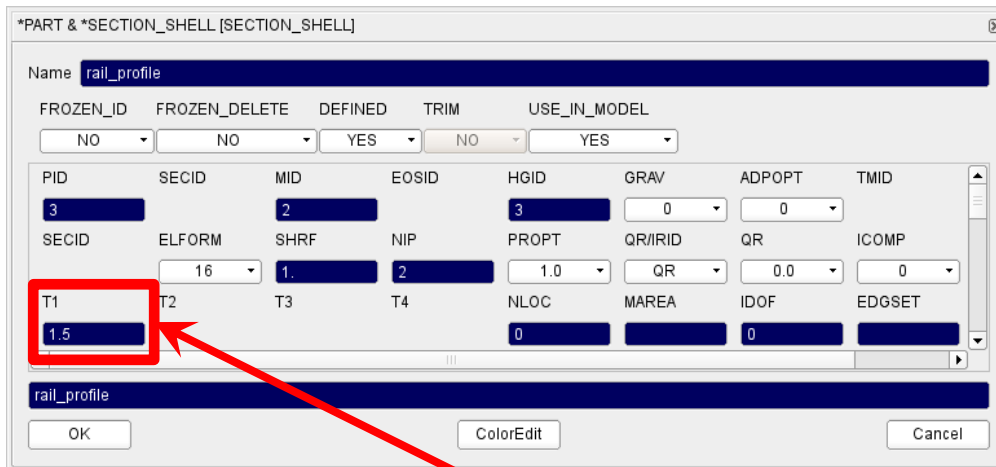 *PART & *SECTION_SHELL [SECTION_SHELL]
Name rail_profile
FROZEN_ID FROZEN_DELETE DEFINED TRIM USE_IN_MODEL
NO NO YES NO YES
PID SECID MID EOSID HGID GRAV ADPOPT TMID
3 2 3 0 0
SECID ELFORM SHRF NIP PROPT QR/IRID QR ICOMP
16 1. 2 1.0 QR 0.0 0
T1 T2 T3 T4 NLOC MAREA IDOF EDGSET
1.5 0 0
rail_profile
OK ColorEdit Cancel